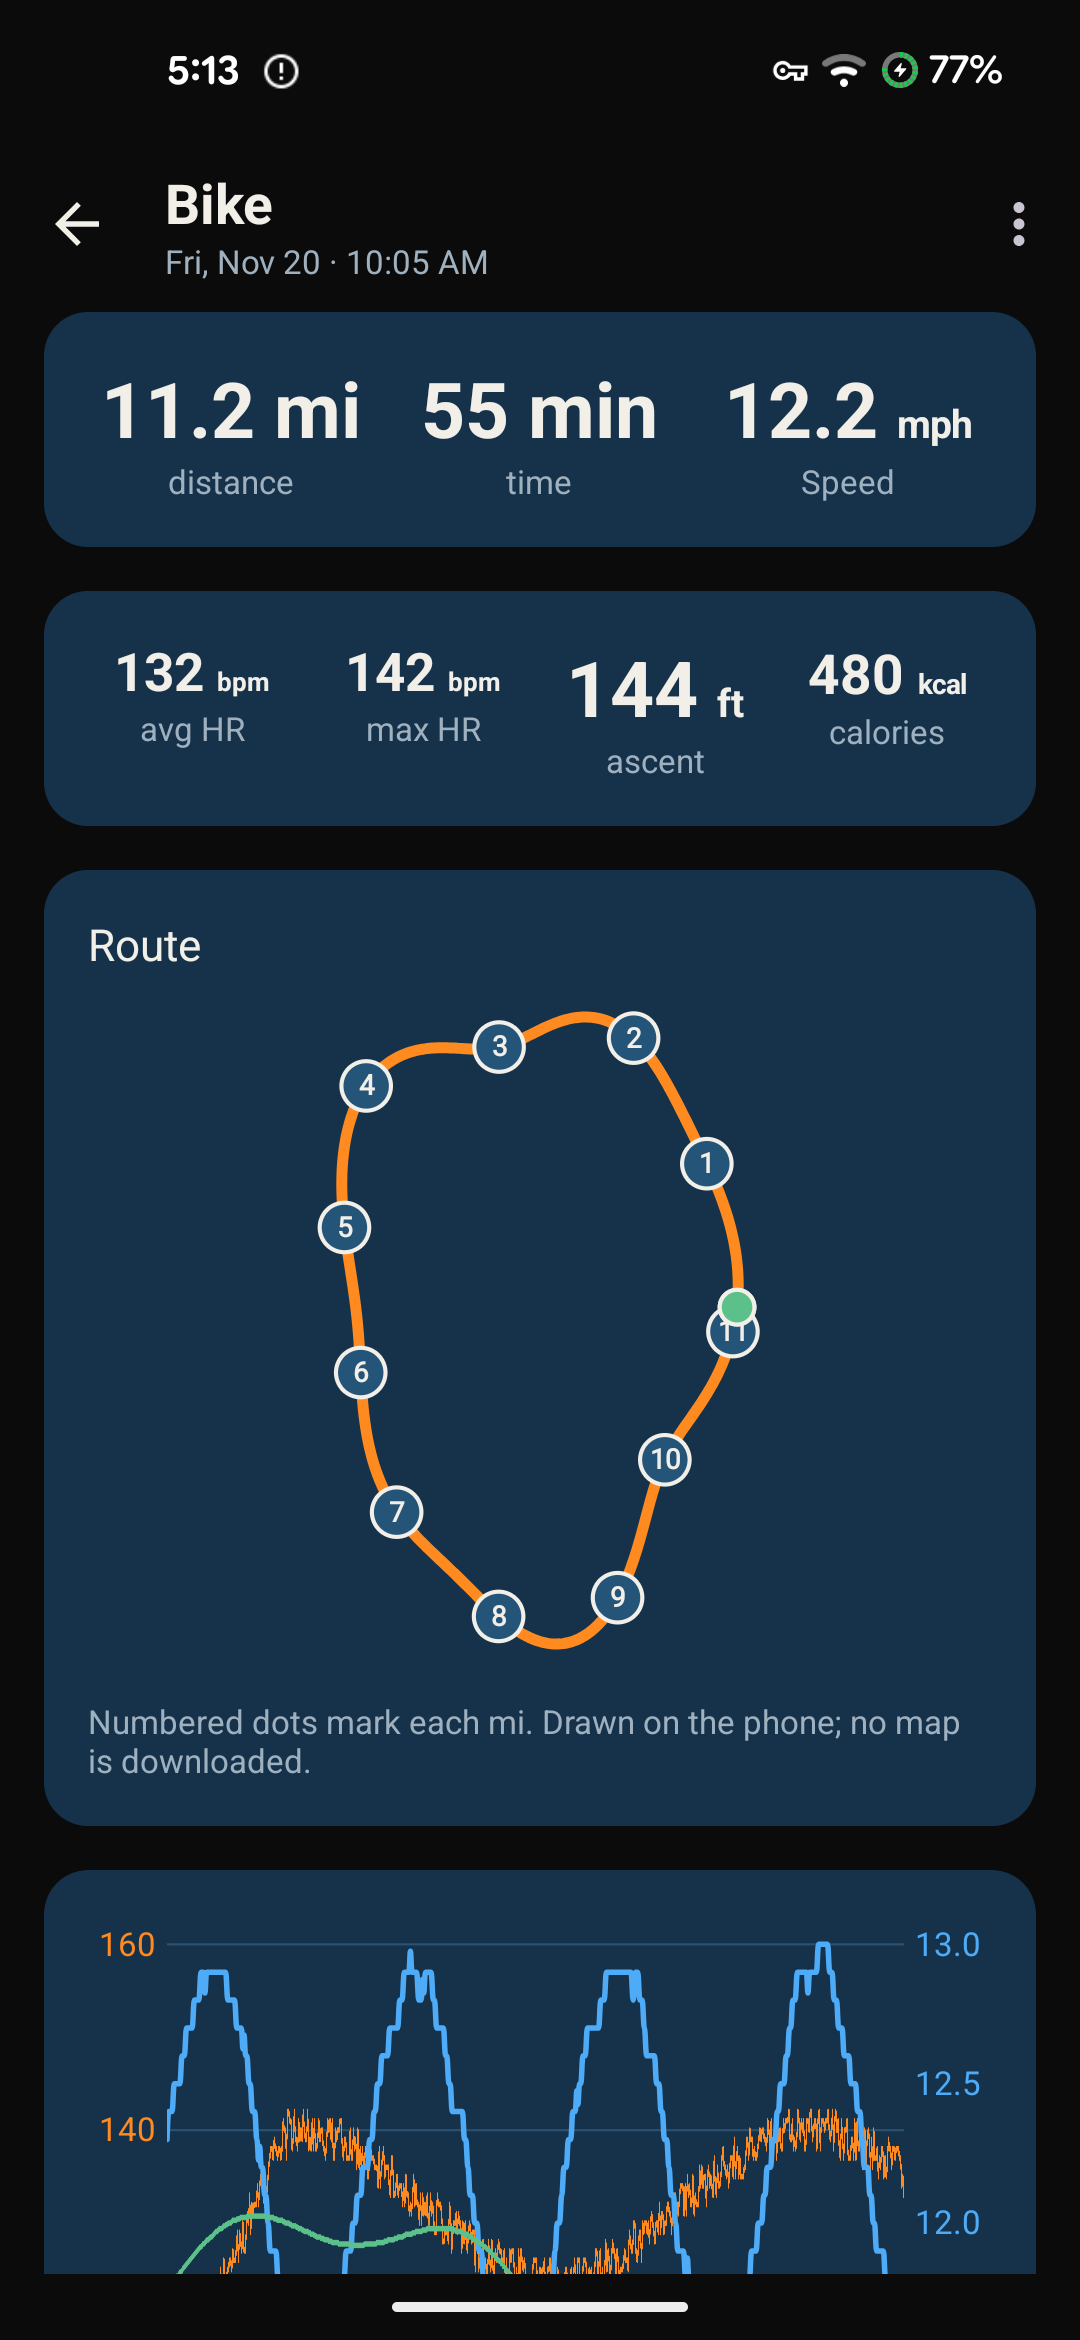 5:13
77%
Bike
Fri, Nov 20 · 10:05 AM
11.2 mi 55 min 12.2 mph
distance time Speed
132 bpm 142 bpm 144 ft 480 kcal
avg HR max HR ascent calories
Route
2
3
4
1
5
11
6
10
7
9
8
Numbered dots mark each mi. Drawn on the phone; no map
is downloaded.
160 13.0
12.5
140
12.0